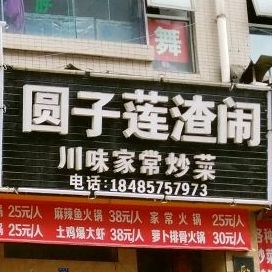 舞
圆子莲渣闹
川味家常炒菜
电话:18485757973
25元/人 麻辣鱼火锅 38元/人 家常火锅 25元/人
25元/人 土鸡爆大虾 38元/人 萝卜排骨火锅 30元/人